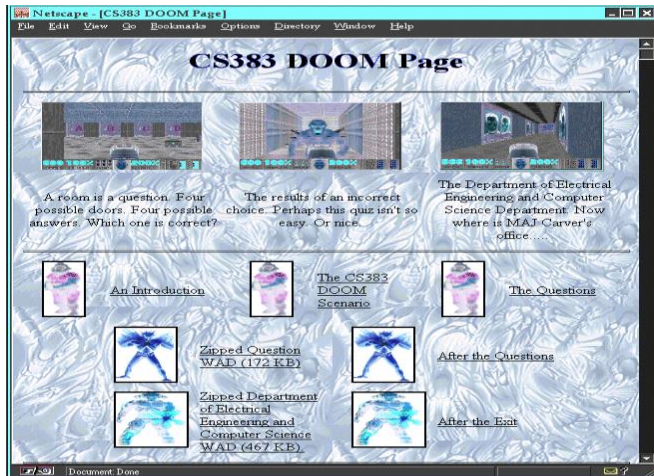 Netscape - [CS383 DOOM Page]
File Edit View Go Bookmarks Options Directory Window Help
CS383 DOOM Page
A room is a question. Four
possible doors. Four possible
answers. Which one is correct?
The results of an incorrect
choice. Perhaps this quiz isn't so
easy. Or nice.
The Department of Electrical
Engineering and Computer
Science Department. Now
where is MAJ Carver's
office.....
An Introduction
The CS383
DOOM
Scenario
The Questions
Zipped Question
WAD (172 KB)
After the Questions
Zipped Department
of Electrical
Engineering and
Computer Science
WAD (467 KB)
After the Exit
Document: Done